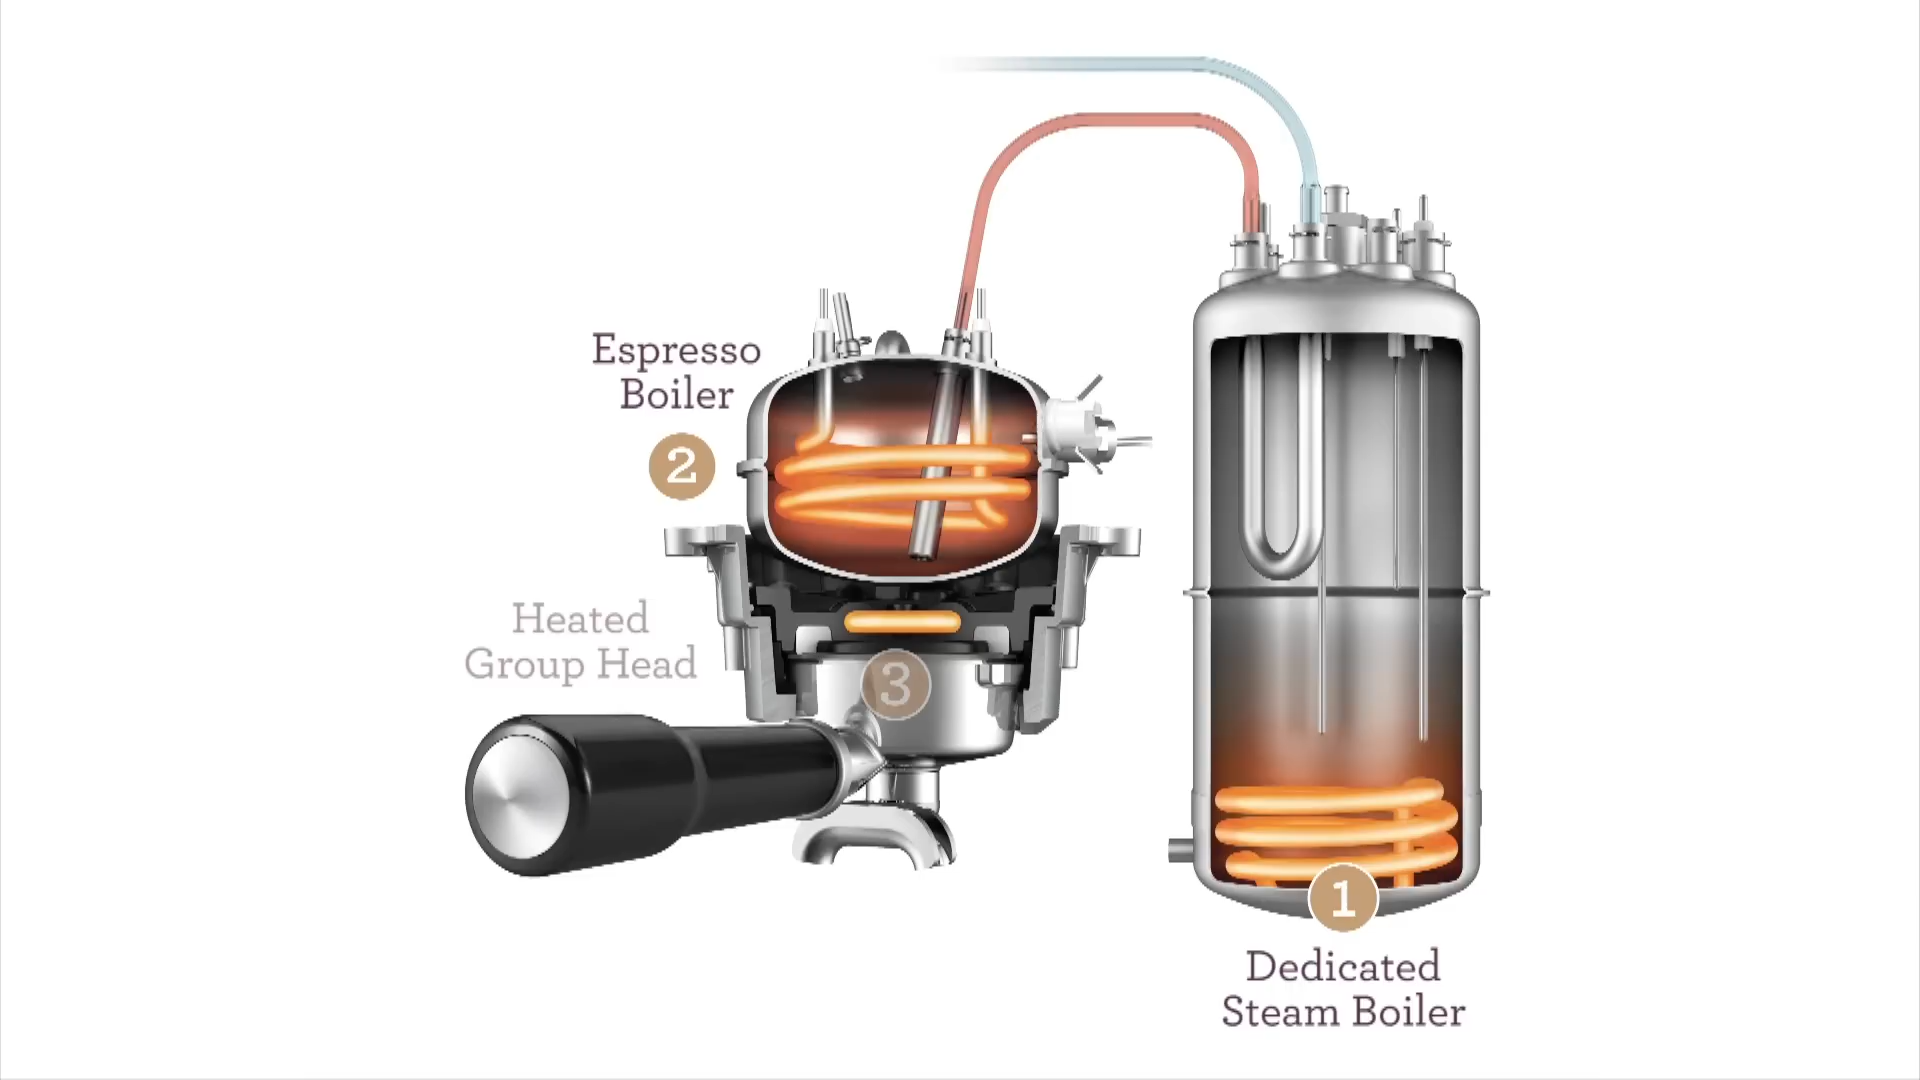 Espresso
Boiler
2
Heated
Group Head
3
1
Dedicated
Steam Boiler